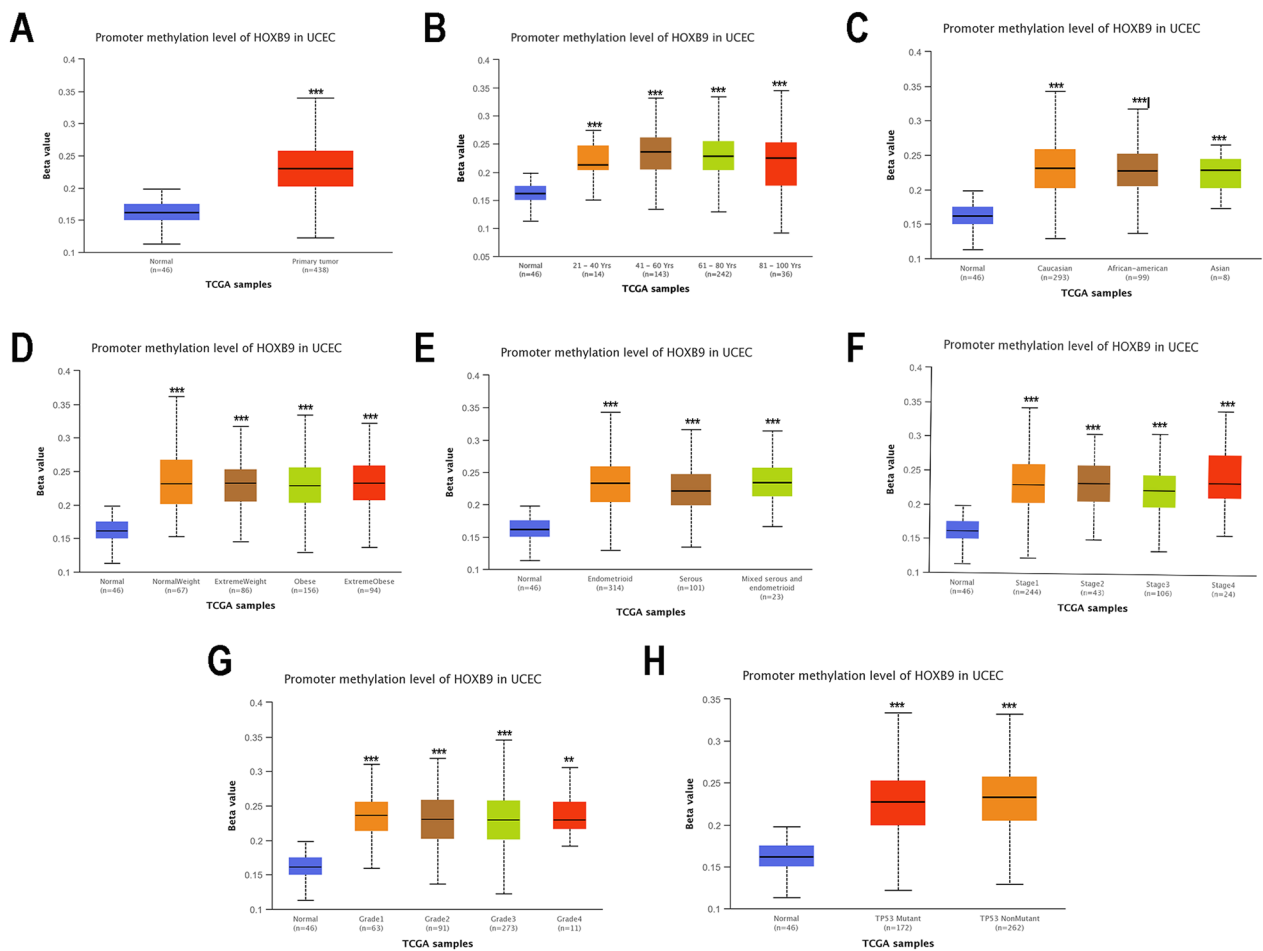 A
Promoter methylation level of HOXB9 in UCEC
0.4
0.35
0.3
0.25
0.2
0.15
0.1
Beta value
***
Normal
(n=46)
Primary tumor
(n=438)
TCGA samples
B
Promoter methylation level of HOXB9 in UCEC
0.4
0.35
0.3
0.25
0.2
0.15
0.1
0.05
Beta value
***
***
***
***
Normal
(n=46)
21 – 40 Yrs
(n=14)
41 – 60 Yrs
(n=143)
61 – 80 Yrs
(n=242)
81 – 100 Yrs
(n=36)
TCGA samples
C
Promoter methylation level of HOXB9 in UCEC
0.4
0.35
0.3
0.25
0.2
0.15
0.1
Beta value
***
***
***
Normal
(n=46)
Caucasian
(n=293)
African-american
(n=99)
Asian
(n=8)
TCGA samples
D
Promoter methylation level of HOXB9 in UCEC
0.4
0.35
0.3
0.25
0.2
0.15
0.1
Beta value
***
***
***
***
Normal
(n=46)
NormalWeight
(n=67)
ExtremeWeight
(n=86)
Obese
(n=156)
ExtremeObese
(n=94)
TCGA samples
E
Promoter methylation level of HOXB9 in UCEC
0.4
0.35
0.3
0.25
0.2
0.15
0.1
Beta value
***
***
***
Normal
(n=46)
Endometrioid
(n=314)
Serous
(n=101)
Mixed serous and
endometrioid
(n=23)
TCGA samples
F
Promoter methylation level of HOXB9 in UCEC
0.4
0.35
0.3
0.25
0.2
0.15
0.1
Beta value
***
***
***
***
Normal
(n=46)
Stage1
(n=244)
Stage2
(n=43)
Stage3
(n=106)
Stage4
(n=24)
TCGA samples
G
Promoter methylation level of HOXB9 in UCEC
0.4
0.35
0.3
0.25
0.2
0.15
0.1
Beta value
***
***
***
**
Normal
(n=46)
Grade1
(n=63)
Grade2
(n=91)
Grade3
(n=273)
Grade4
(n=11)
TCGA samples
H
Promoter methylation level of HOXB9 in UCEC
0.35
0.3
0.25
0.2
0.15
0.1
Beta value
***
***
Normal
(n=46)
TP53 Mutant
(n=172)
TP53 NonMutant
(n=262)
TCGA samples